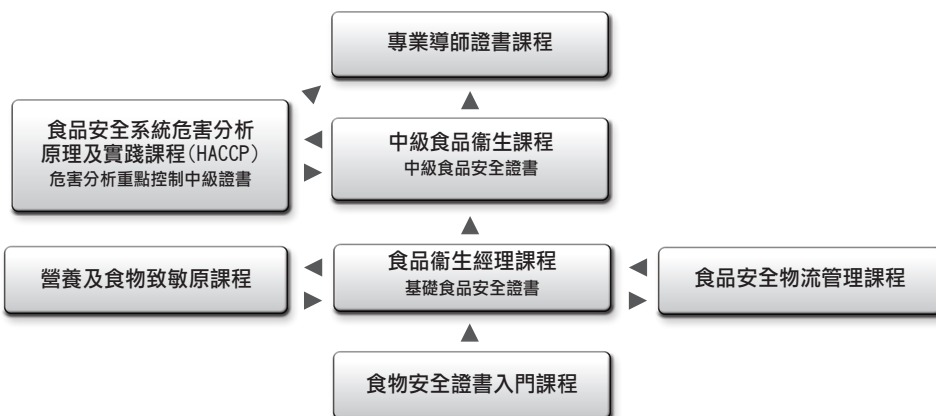 專業導師證書課程
食品安全系統危害分析
原理及實踐課程(HACCP)
危害分析重點控制中級證書
中級食品衞生課程
中級食品安全證書
營養及食物致敏原課程
食品衞生經理課程
基礎食品安全證書
食品安全物流管理課程
食物安全證書入門課程